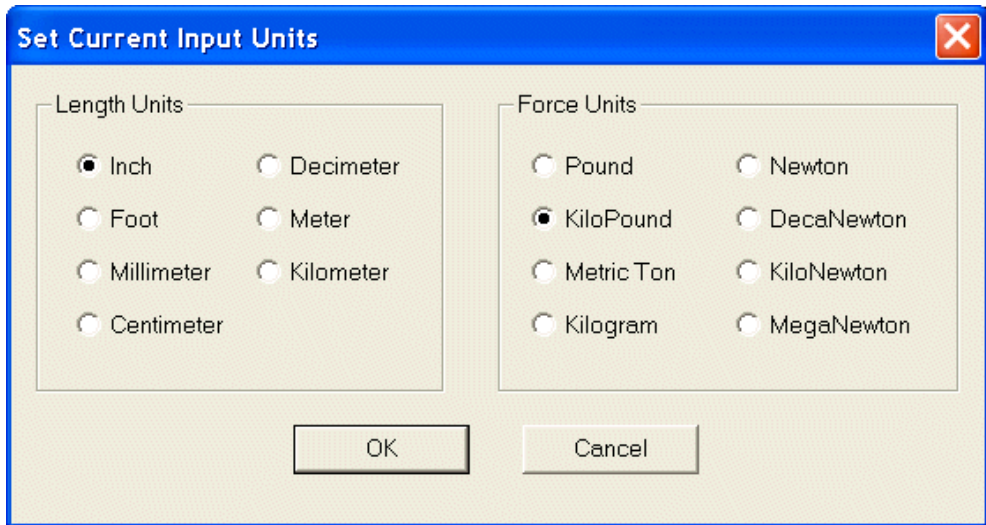 Set Current Input Units
Length Units
Inch
Decimeter
Foot
Meter
Millimeter
Kilometer
Centimeter
Force Units
Pound
Newton
KiloPound
DecaNewton
Metric Ton
KiloNewton
Kilogram
MegaNewton
OK
Cancel